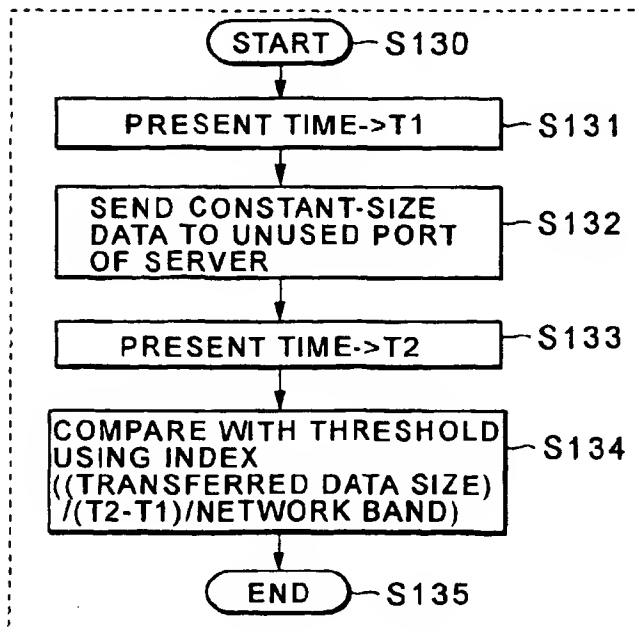 START S130
PRESENT TIME->T1 S131
SEND CONSTANT-SIZE
DATA TO UNUSED PORT
OF SERVER
S132
PRESENT TIME->T2 S133
COMPARE WITH THRESHOLD
USING INDEX
((TRANSFERRED DATA SIZE)
/(T2-T1)/NETWORK BAND)
S134
END S135